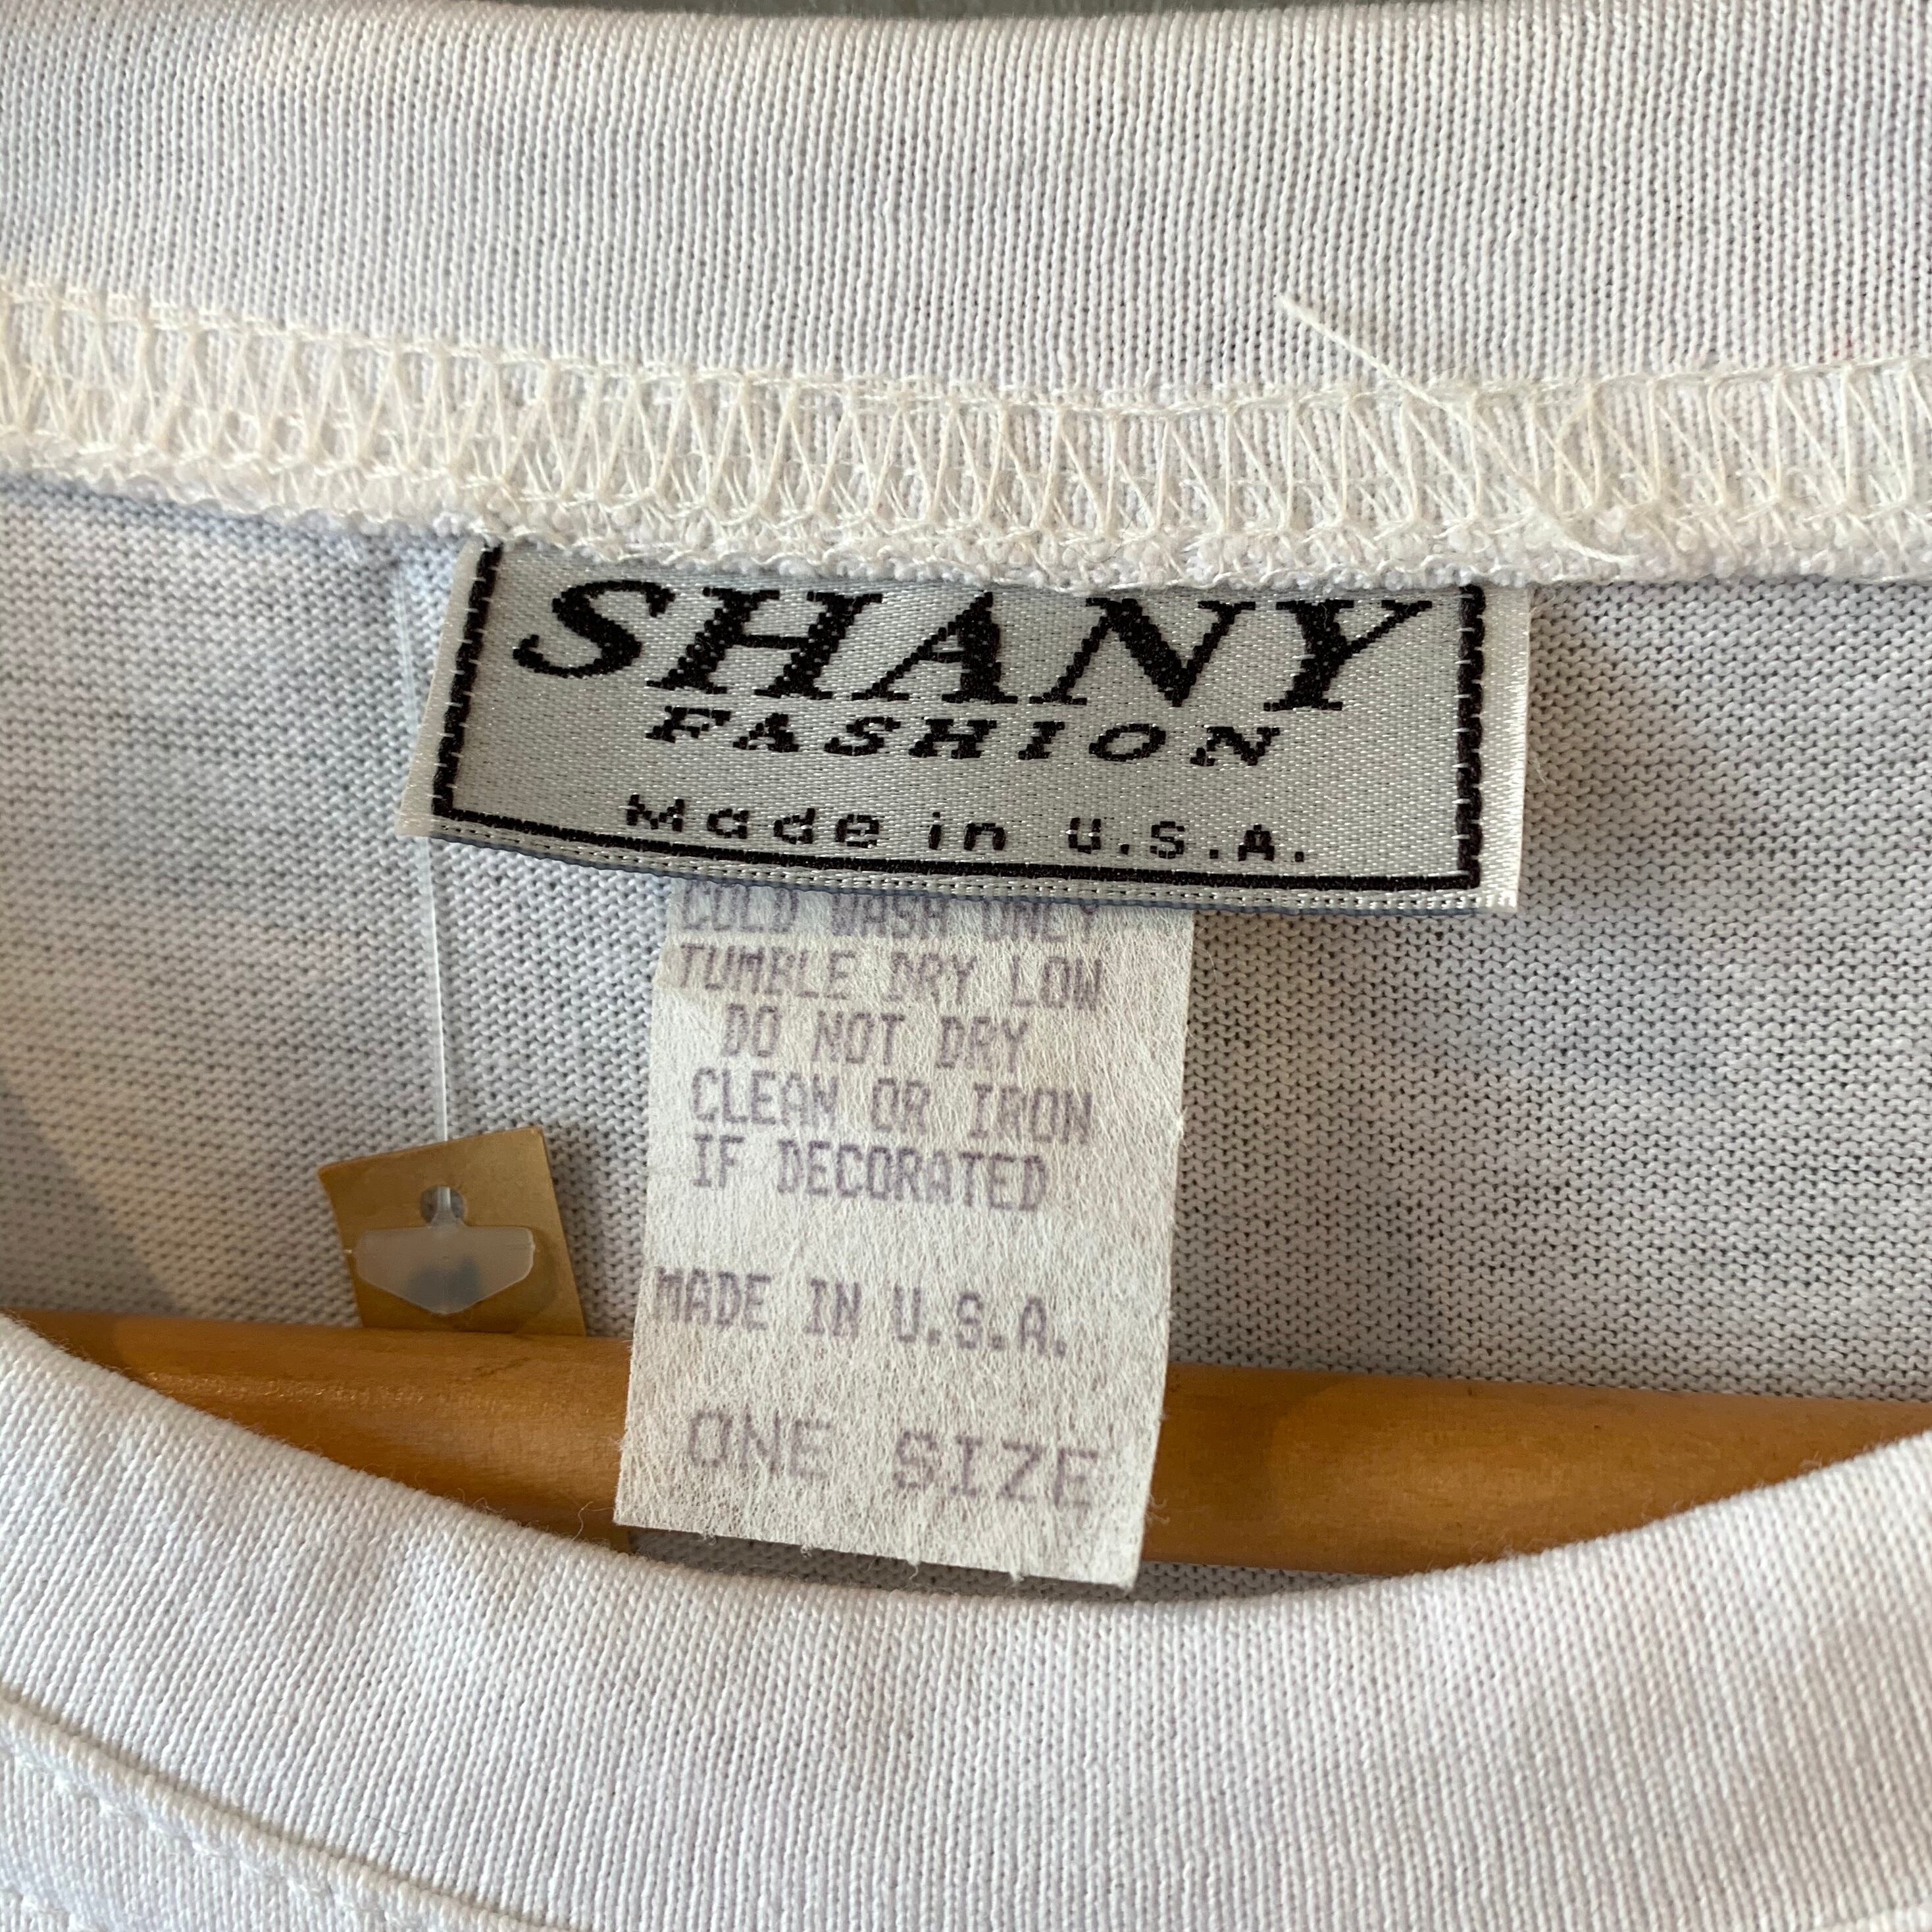 SHANY
FASHION
Made in U.S.A.
COLD WASH ONLY
TUMBLE DRY LOW
DO NOT DRY
CLEAN OR IRON
IF DECORATED
MADE IN U.S.A.
ONE SIZE